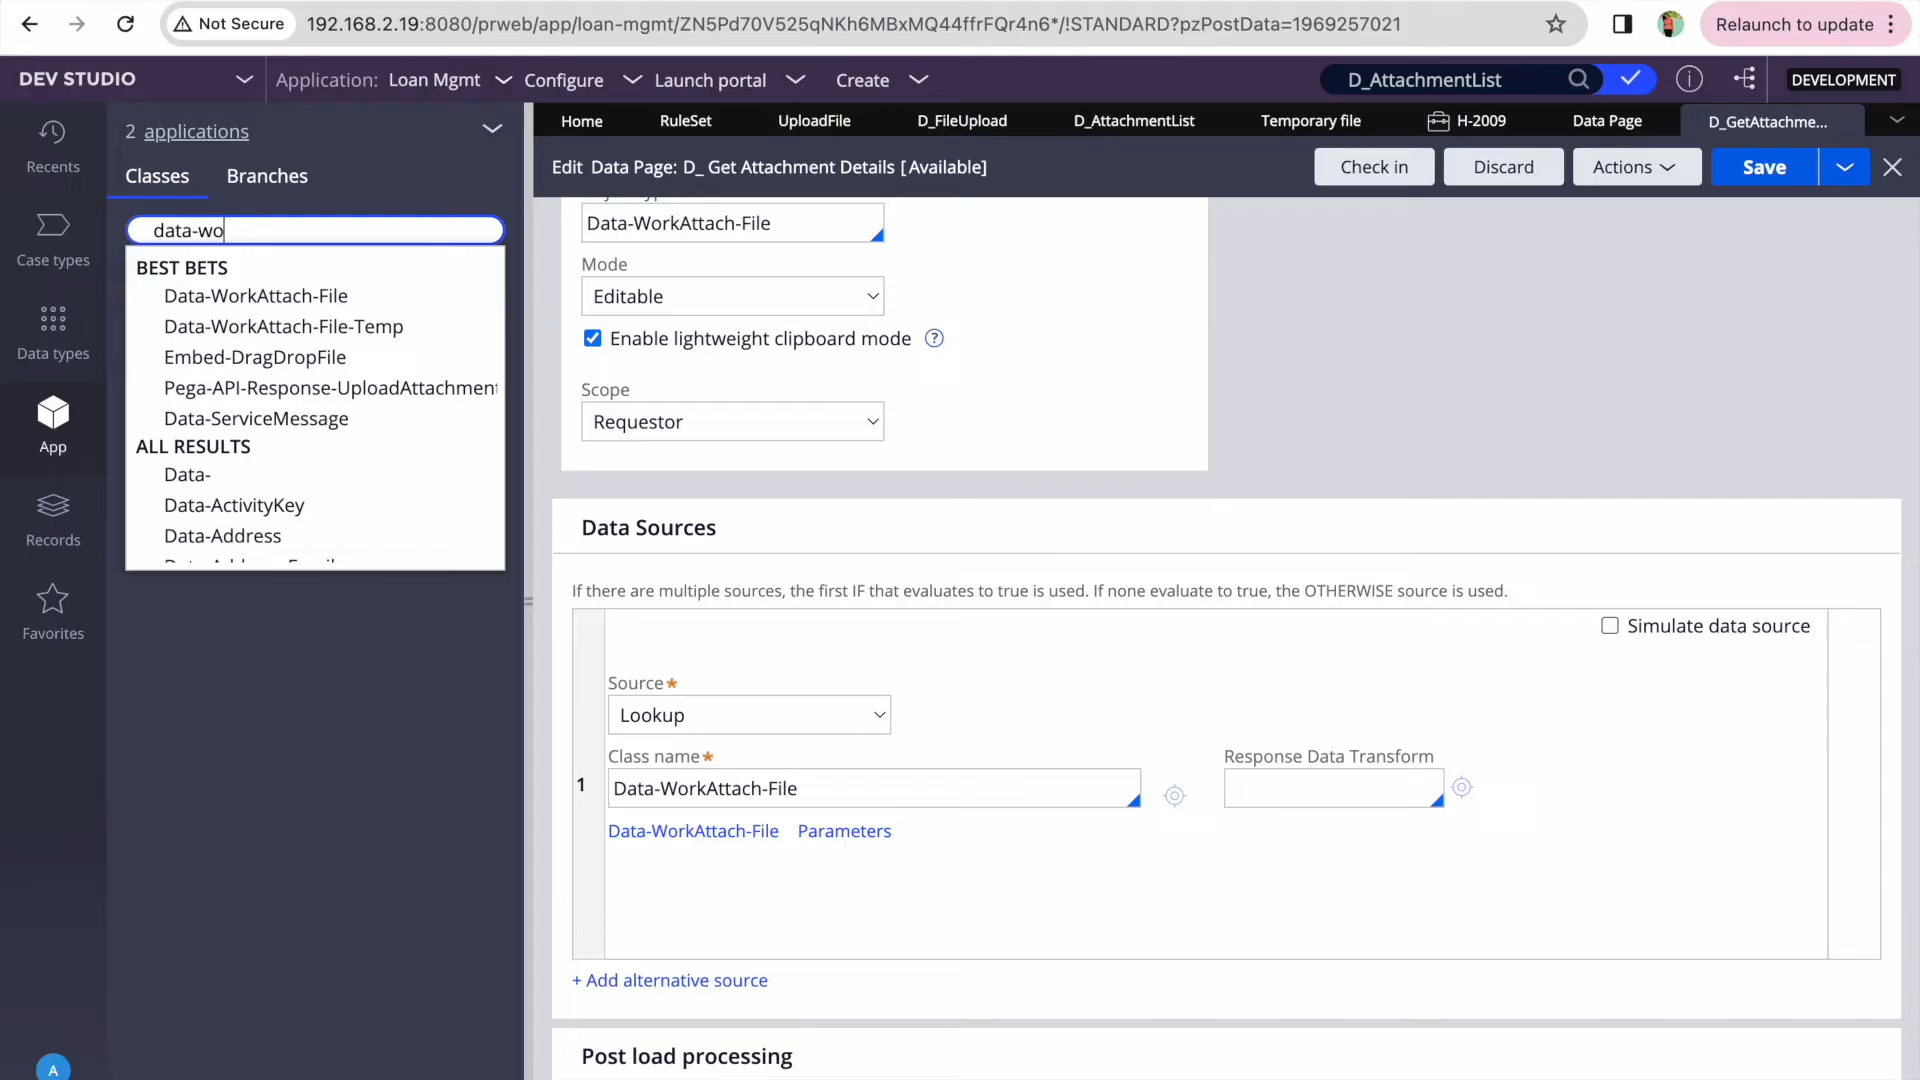 Not Secure
192.168.2.19:8080/prweb/app/loan-mgmt/ZN5Pd70V525qNKh6MBxMQ44ffrFQr4n6*/!STANDARD?pzPostData=1969257021
Relaunch to update
DEV STUDIO
Application: Loan Mgmt
Configure
Launch portal
Create
D_AttachmentList
DEVELOPMENT
Recents
Case types
Data types
App
Records
Favorites
A
2 applications
Classes
Branches
data-wo
BEST BETS
Data-WorkAttach-File
Data-WorkAttach-File-Temp
Embed-DragDropFile
Pega-API-Response-UploadAttachment
Data-ServiceMessage
ALL RESULTS
Data-
Data-ActivityKey
Data-Address
Home
RuleSet
UploadFile
D_FileUpload
D_AttachmentList
Temporary file
H-2009
Data Page
D_GetAttachme...
Edit Data Page: D_ Get Attachment Details [Available]
Check in
Discard
Actions
Save
Data-WorkAttach-File
Mode
Editable
Enable lightweight clipboard mode
?
Scope
Requestor
Data Sources
If there are multiple sources, the first IF that evaluates to true is used. If none evaluate to true, the OTHERWISE source is used.
Simulate data source
Source*
Lookup
Class name*
Response Data Transform
1
Data-WorkAttach-File
Data-WorkAttach-File
Parameters
+ Add alternative source
Post load processing